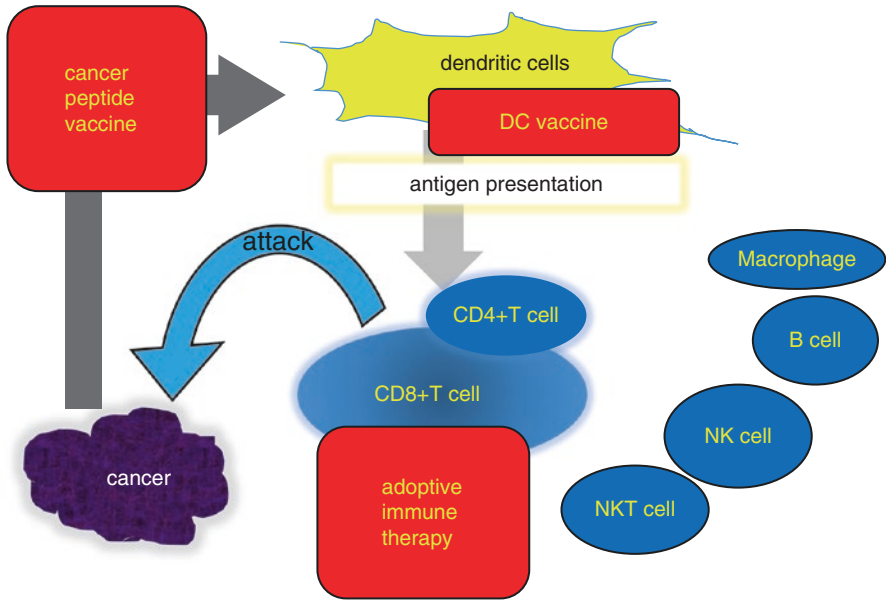 cancer
peptide
vaccine
dendritic cells
DC vaccine
antigen presentation
attack
Macrophage
CD4+T cell
B cell
CD8+T cell
NK cell
cancer
adoptive
immune
therapy
NKT cell